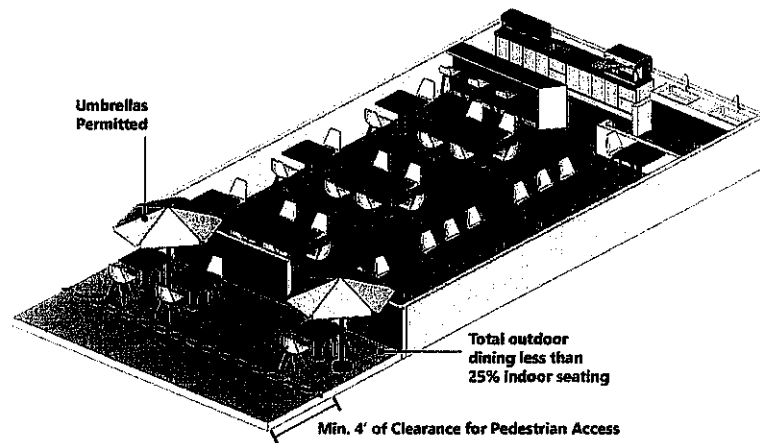 Umbrellas
Permitted
Total outdoor
dining less than
25% indoor seating
Min. 4' of Clearance for Pedestrian Access